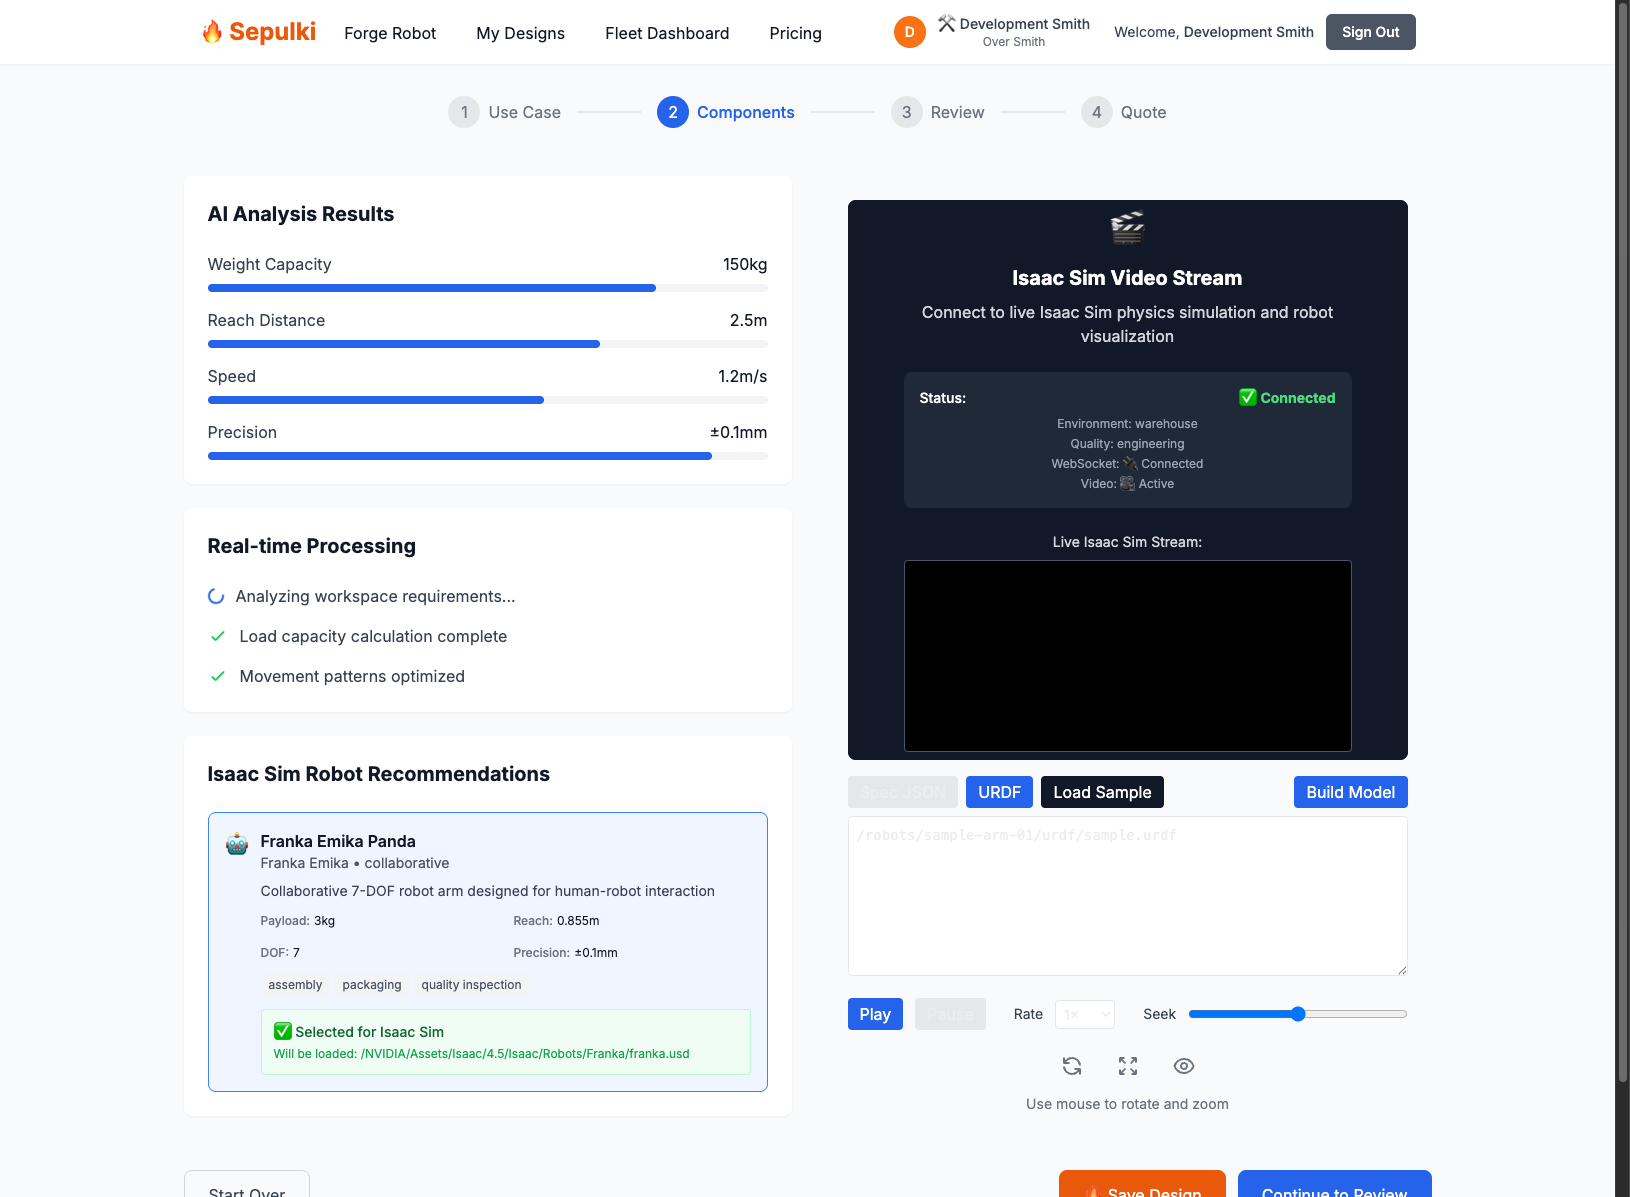 Sepulki
Forge Robot
My Designs
Fleet Dashboard
Pricing
D
Development Smith
Over Smith
Welcome, Development Smith
Sign Out
1 Use Case
2 Components
3 Review
4 Quote
AI Analysis Results
Weight Capacity 150kg
Reach Distance 2.5m
Speed 1.2m/s
Precision ±0.1mm
Real-time Processing
Analyzing workspace requirements...
Load capacity calculation complete
Movement patterns optimized
Isaac Sim Robot Recommendations
Franka Emika Panda
Franka Emika • collaborative
Collaborative 7-DOF robot arm designed for human-robot interaction
Payload: 3kg Reach: 0.855m
DOF: 7 Precision: ±0.1mm
assembly packaging quality inspection
Selected for Isaac Sim
Will be loaded: /NVIDIA/Assets/Isaac/4.5/Isaac/Robots/Franka/franka.usd
Start Over
Isaac Sim Video Stream
Connect to live Isaac Sim physics simulation and robot
visualization
Status: Connected
Environment: warehouse
Quality: engineering
WebSocket: Connected
Video: Active
Live Isaac Sim Stream:
Spec JSON URDF Load Sample Build Model
/robots/sample-arm-01/urdf/sample.urdf
Play Pause Rate 1× Seek
Use mouse to rotate and zoom
Save Design Continue to Review